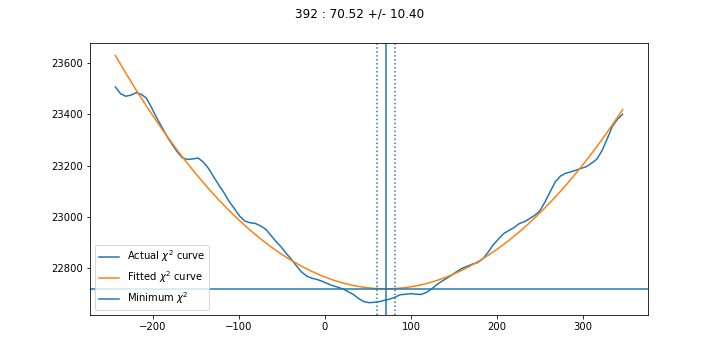 392 : 70.52 +/- 10.40
23600
23400
23200
23000
22800
Actual χ² curve
Fitted χ² curve
Minimum χ²
−200
−100
0
100
200
300